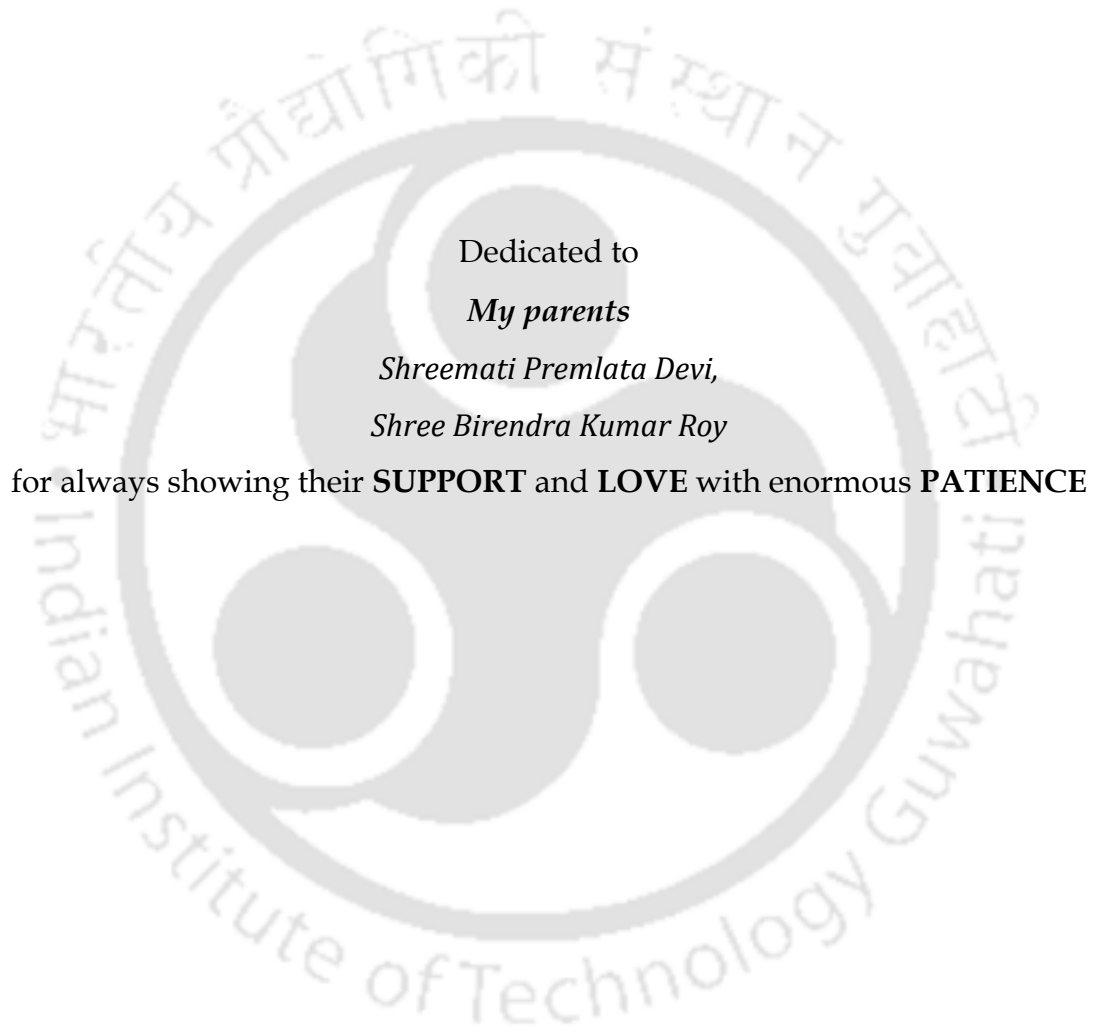 भारतीय प्रौद्योगिकी संस्थान गुवाहाटी
Dedicated to
My parents
Shreemati Premlata Devi,
Shree Birendra Kumar Roy
for always showing their SUPPORT and LOVE with enormous PATIENCE
Indian Institute of Technology Guwahati